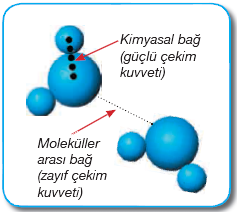 Kimyasal bağ
(güçlü çekim
kuvveti)
Moleküller
arası bağ
(zayıf çekim
kuvveti)